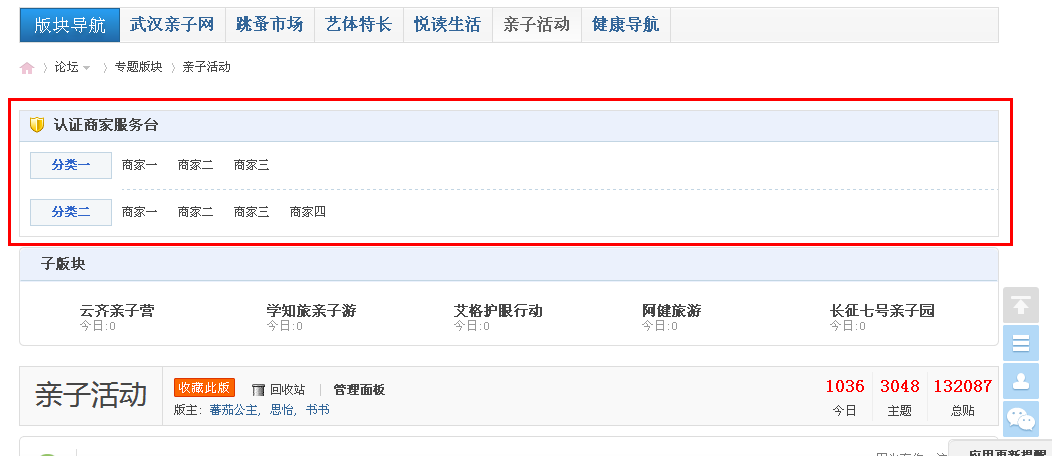 版块导航 武汉亲子网 跳蚤市场 艺体特长 悦读生活 亲子活动 健康导航
论坛 专题版块 亲子活动
认证商家服务台
分类一 商家一 商家二 商家三
分类二 商家一 商家二 商家三 商家四
子版块
云齐亲子营 学知旅亲子游 艾格护眼行动 阿健旅游 长征七号亲子园
今日:0 今日:0 今日:0 今日:0 今日:0
亲子活动 收藏此版 回收站 管理面板 1036 3048 132087
版主: 蕃茄公主, 思怡, 书书 今日 主题 总贴
应用更新提醒